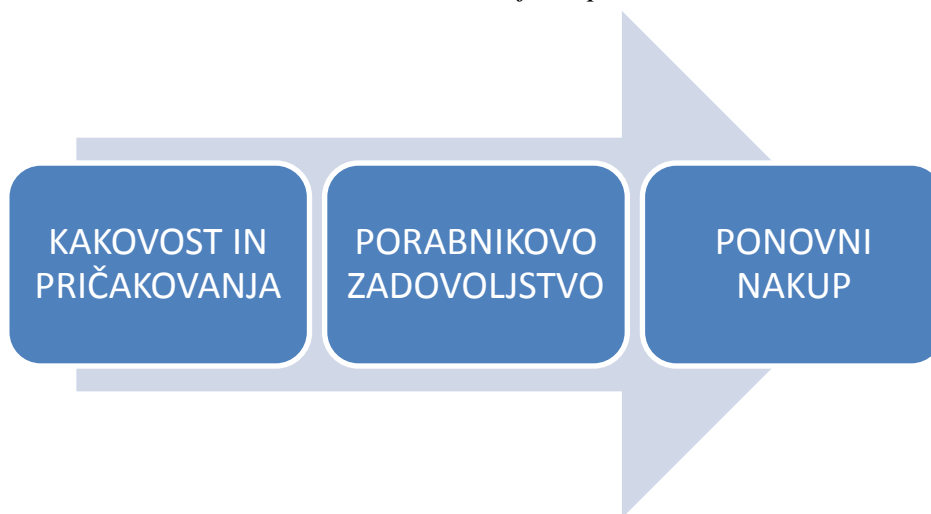 KAKOVOST IN
PRIČAKOVANJA
PORABNIKOVO
ZADOVOLJSTVO
PONOVNI
NAKUP